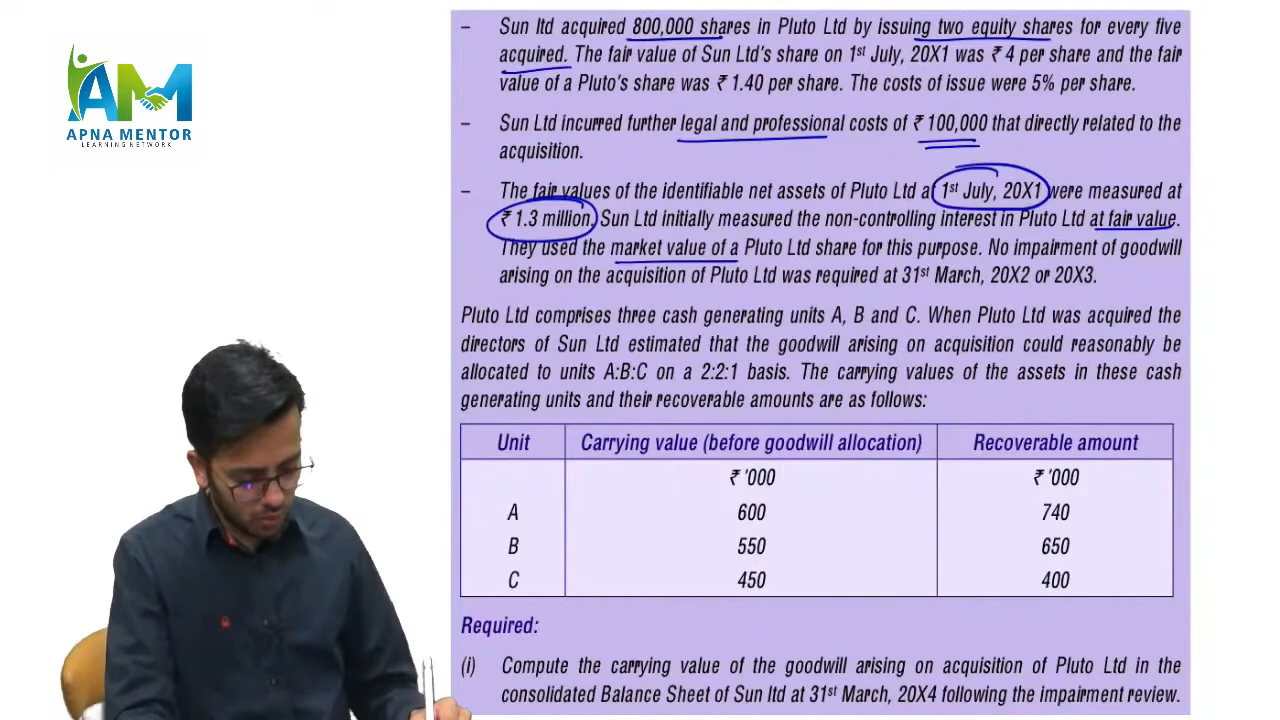 AM
APNA MENTOR
LEARNING NETWORK
– Sun ltd acquired 800,000 shares in Pluto Ltd by issuing two equity shares for every five
acquired. The fair value of Sun Ltd's share on 1st July, 20X1 was ₹ 4 per share and the fair
value of a Pluto's share was ₹ 1.40 per share. The costs of issue were 5% per share.
– Sun Ltd incurred further legal and professional costs of ₹ 100,000 that directly related to the
acquisition.
– The fair values of the identifiable net assets of Pluto Ltd at 1st July, 20X1 were measured at
₹ 1.3 million. Sun Ltd initially measured the non-controlling interest in Pluto Ltd at fair value.
They used the market value of a Pluto Ltd share for this purpose. No impairment of goodwill
arising on the acquisition of Pluto Ltd was required at 31st March, 20X2 or 20X3.
Pluto Ltd comprises three cash generating units A, B and C. When Pluto Ltd was acquired the
directors of Sun Ltd estimated that the goodwill arising on acquisition could reasonably be
allocated to units A:B:C on a 2:2:1 basis. The carrying values of the assets in these cash
generating units and their recoverable amounts are as follows:
Unit Carrying value (before goodwill allocation) Recoverable amount
₹ '000 ₹ '000
A 600 740
B 550 650
C 450 400
Required:
(i) Compute the carrying value of the goodwill arising on acquisition of Pluto Ltd in the
consolidated Balance Sheet of Sun ltd at 31st March, 20X4 following the impairment review.